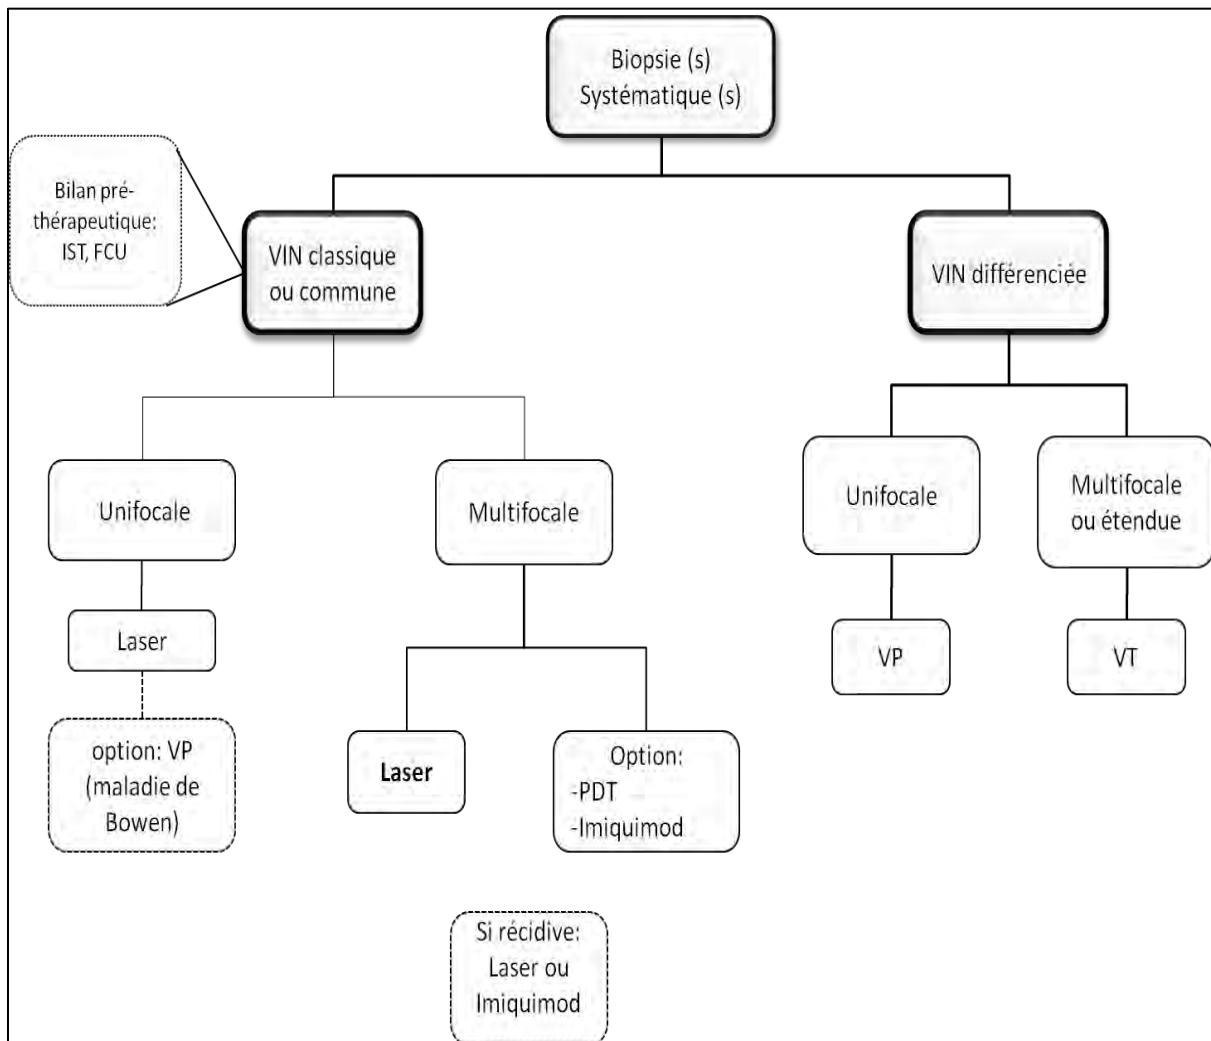 Biopsie (s)
Systématique (s)
Bilan pré-
thérapeutique:
IST, FCU
VIN classique
ou commune
VIN différenciée
Unifocale
Multifocale
Unifocale
Multifocale
ou étendue
Laser
VP
VT
option: VP
(maladie de
Bowen)
Laser
Option:
-PDT
-Imiquimod
Si récidive:
Laser ou
Imiquimod